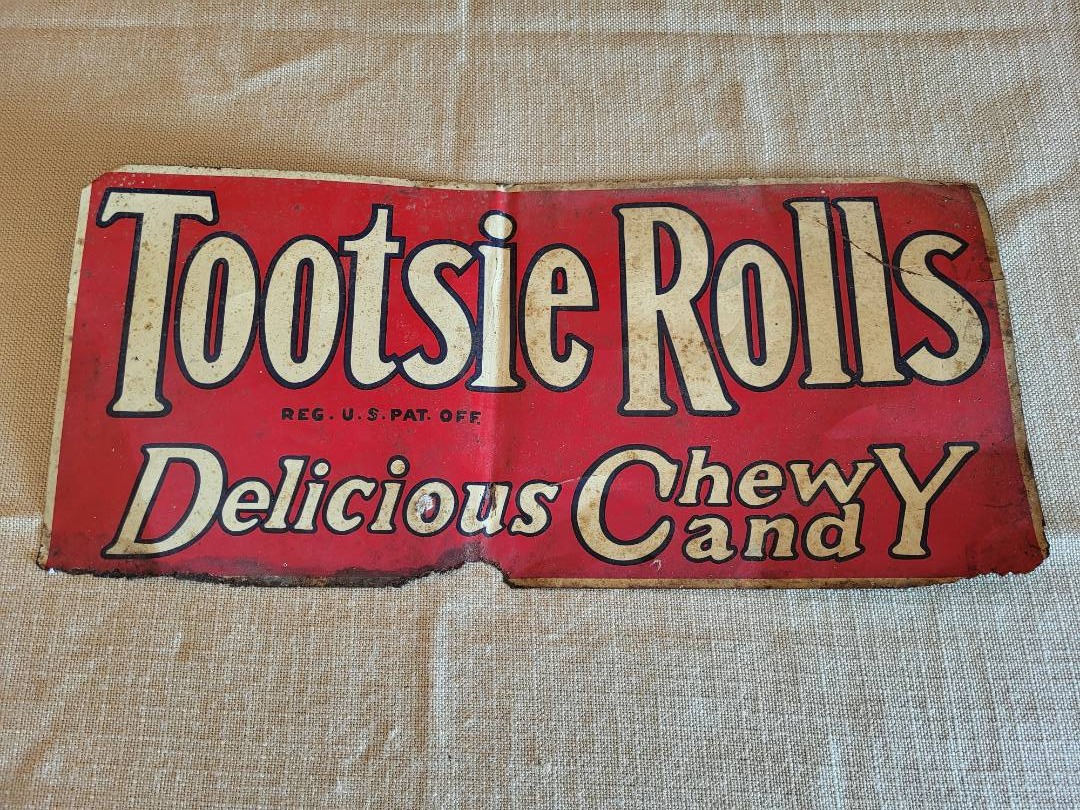 Tootsie Rolls
REG. U.S. PAT. OFF.
Delicious Chewy Candy